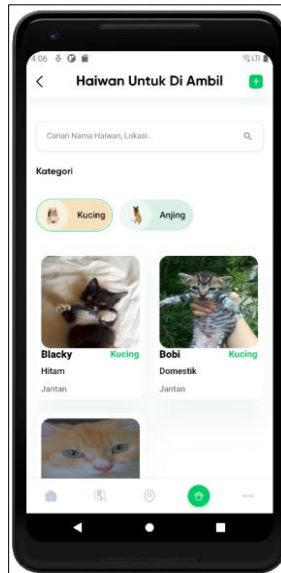 4:06
LTE
Haiwan Untuk Di Ambil
Carian Nama Haiwan, Lokasi..
Kategori
Kucing
Anjing
Blacky Kucing
Hitam
Jantan
Bobi Kucing
Domestik
Jantan